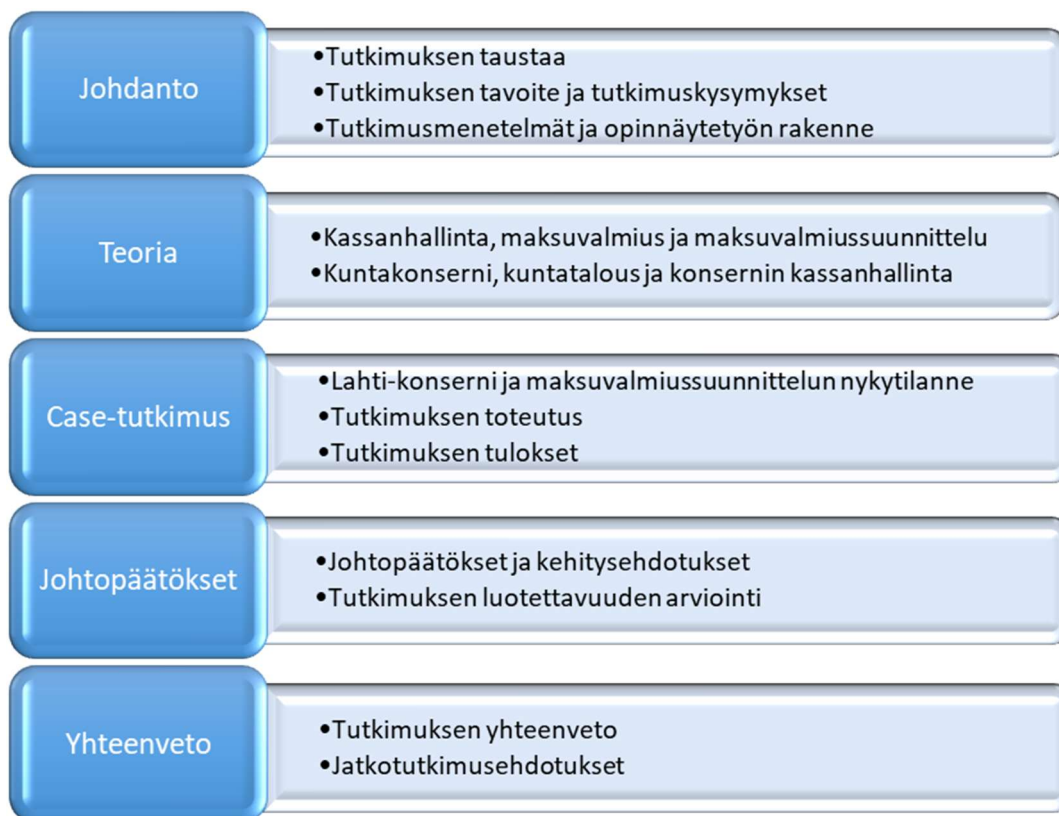 Johdanto
•Tutkimuksen taustaa
•Tutkimuksen tavoite ja tutkimuskysymykset
•Tutkimusmenetelmät ja opinnäytetyön rakenne
Teoria
•Kassanhallinta, maksuvalmius ja maksuvalmiussuunnittelu
•Kuntakonserni, kuntatalous ja konsernin kassanhallinta
Case-tutkimus
•Lahti-konserni ja maksuvalmiussuunnittelun nykytilanne
•Tutkimuksen toteutus
•Tutkimuksen tulokset
Johtopäätökset
•Johtopäätökset ja kehitysehdotukset
•Tutkimuksen luotettavuuden arviointi
Yhteenveto
•Tutkimuksen yhteenveto
•Jatkotutkimusehdotukset